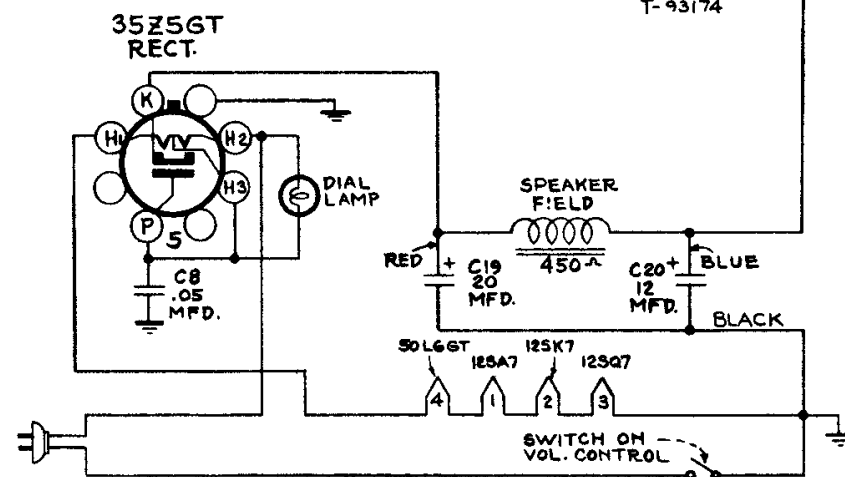 T-93174
35Z5GT
RECT.
K
H1
H2
H3
P
5
DIAL
LAMP
C8
.05
MFD.
SPEAKER
FIELD
450Ω
RED
+
C19
20
MFD.
C20
+
12
MFD.
BLUE
BLACK
50L6GT
12SA7
12SK7
12SQ7
4
1
2
3
SWITCH ON
VOL. CONTROL